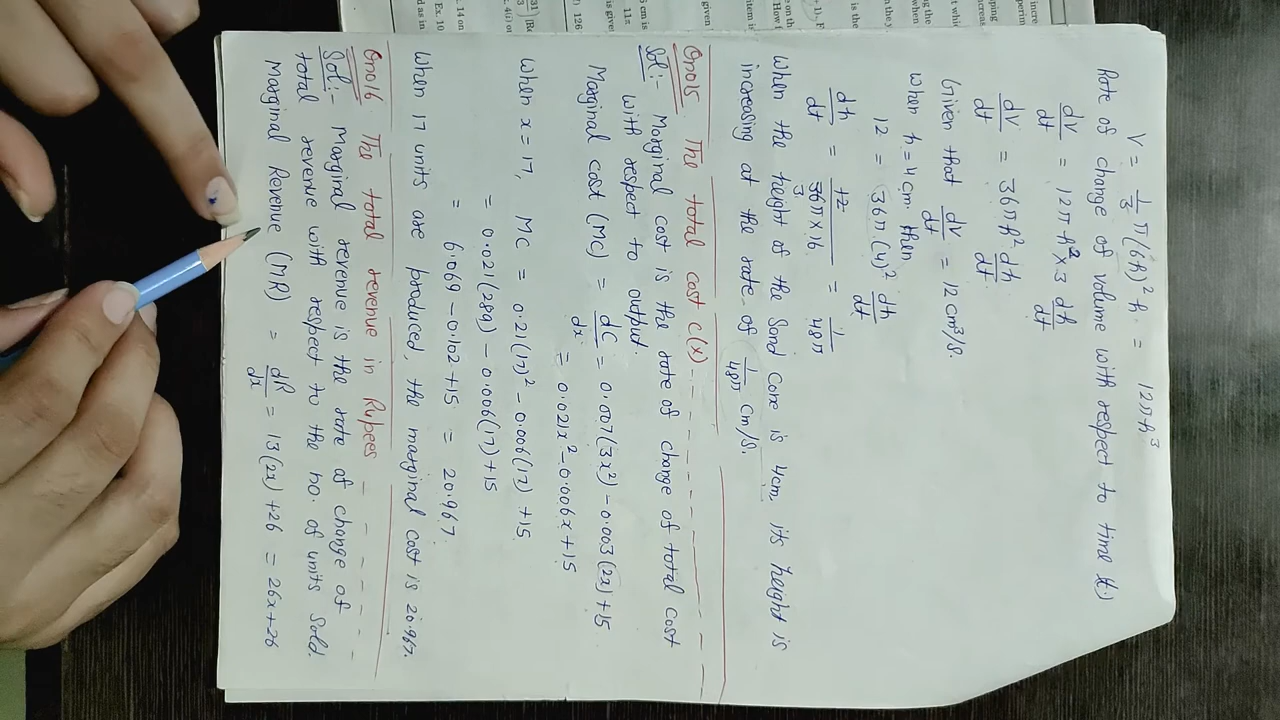 V = 1/3 π(6h)² h = 12πh³
Rate of change of volume with respect to time (t.)
dV/dt = 12π h² × 3 dh/dt
dV/dt = 36πh² dh/dt
Given that dV/dt = 12 cm³/s.
when h = 4 cm then
12 = 36π(4)² dh/dt
dh/dt = 12/36π×16 = 1/48π
3
When the height of the Sand Cone is 4cm, its height is
increasing at the rate of 1/48π cm/s.
Qno15 The total cost C(x) - - - - - - - -
Sol:- Marginal cost is the rate of change of total cost
with respect to output.
Marginal cost (MC) = dC/dx = 0.007(3x²) - 0.003(2x) + 15
= 0.021x² - 0.006x + 15
When x = 17, MC = 0.21(17)² - 0.006(17) + 15
= 0.021(289) - 0.006(17) + 15
= 6.069 - 0.102 + 15 = 20.967
When 17 units are produced, the marginal cost is 20.967.
Qno16 The total revenue in Rupees - - - - - -
Sol:- Marginal revenue is the rate of change of
total revenue with respect to the no. of units Sold.
Marginal Revenue (MR) = dR/dx = 13(2x) + 26 = 26x + 26